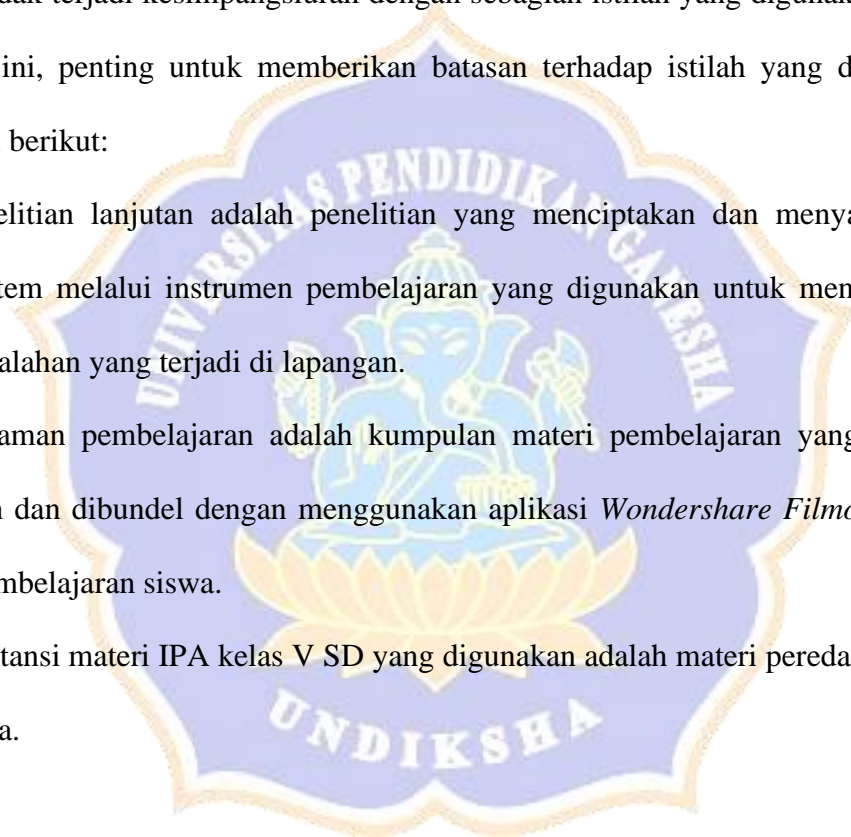 dak terjadi kesimpangsiuran dengan sebagian istilah yang digunak
ini, penting untuk memberikan batasan terhadap istilah yang d
berikut:
elitian lanjutan adalah penelitian yang menciptakan dan menya
tem melalui instrumen pembelajaran yang digunakan untuk men
alahan yang terjadi di lapangan.
aman pembelajaran adalah kumpulan materi pembelajaran yang
n dan dibundel dengan menggunakan aplikasi Wondershare Filmo
mbelajaran siswa.
tansi materi IPA kelas V SD yang digunakan adalah materi pereda
a.
UNIVERSITAS PENDIDIKAN GANESHA
UNDIKSHA